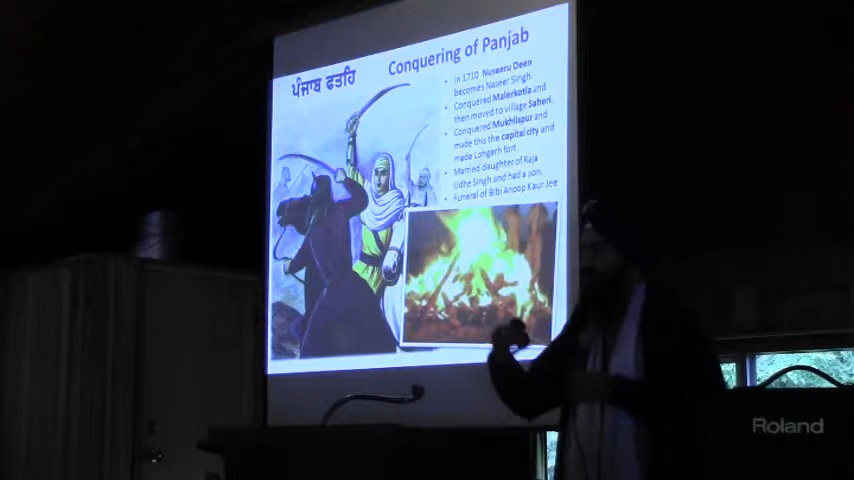 ਪੰਜਾਬ ਫਤਹਿ
Conquering of Panjab
• In 1710 Nuseeru Deen
becomes Naseer Singh.
• Conquered Malerkotla and
then moved to village Saheri.
• Conquered Mukhlispur and
made this the capital city and
made Lohgarh fort.
• Married daughter of Raja
Udhe Singh and had a son.
• Funeral of Bibi Anoop Kaur Jee
Roland